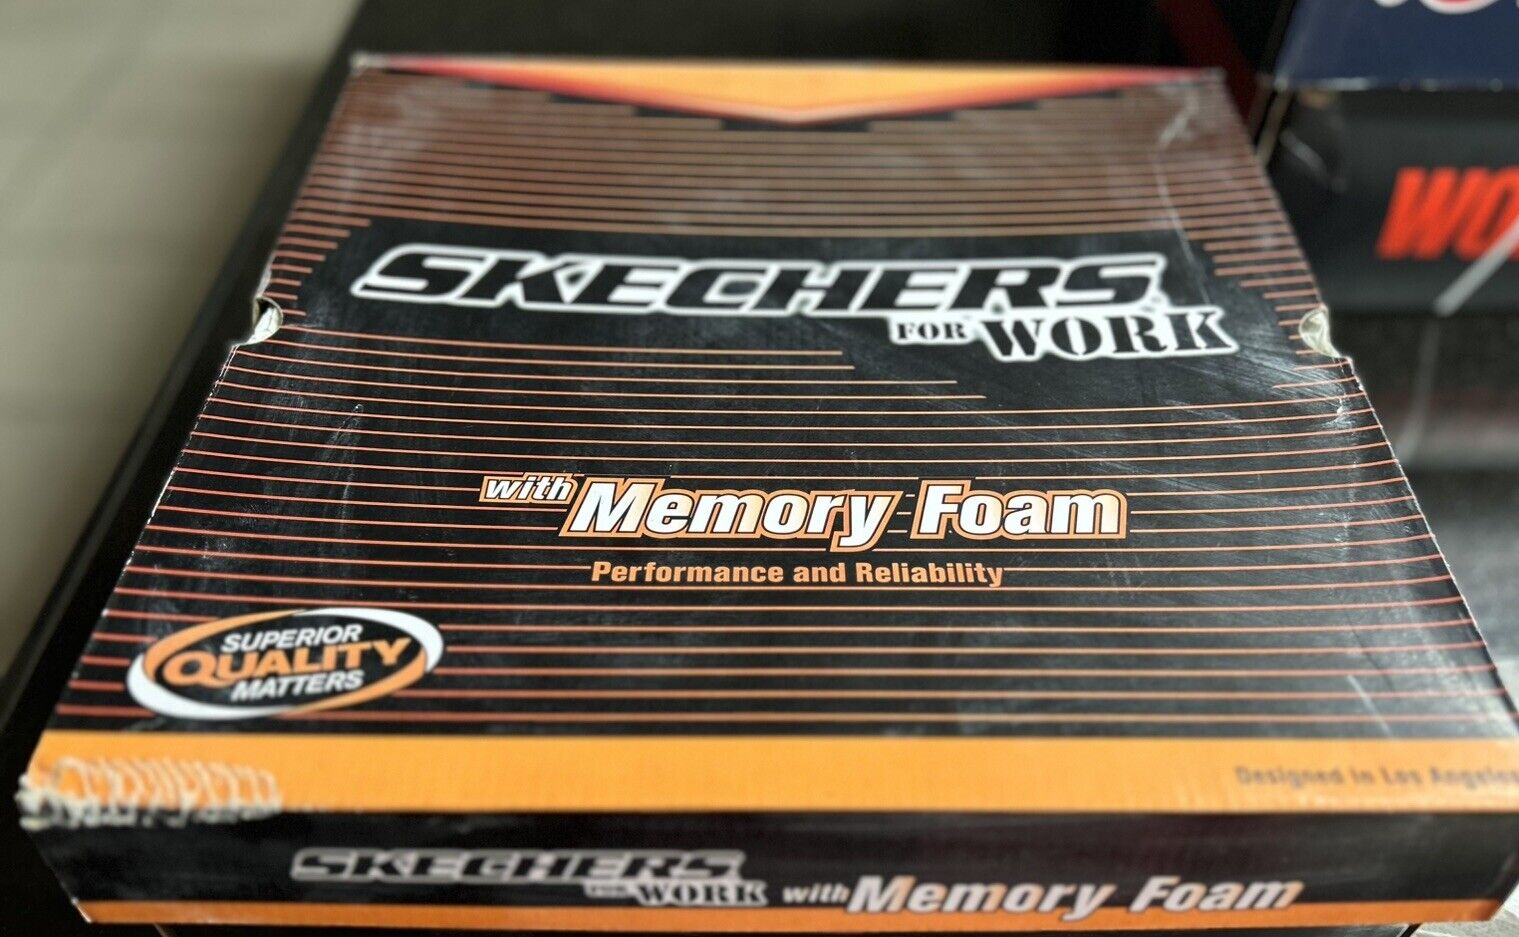 SKECHERS
FOR WORK
with Memory Foam
Performance and Reliability
SUPERIOR
QUALITY
MATTERS
Designed in Los Angeles
SKECHERS
FOR WORK with Memory Foam